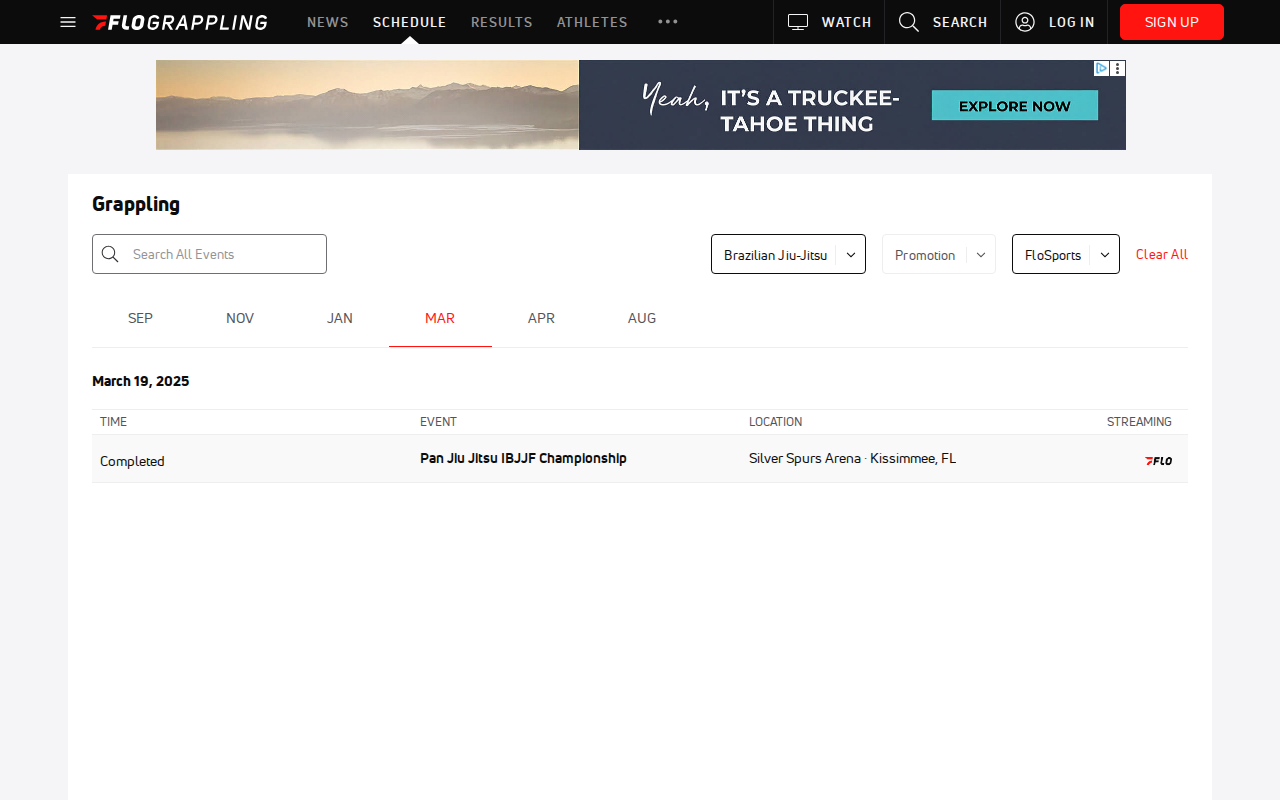 FLOGRAPPLING
NEWS
SCHEDULE
RESULTS
ATHLETES
WATCH
SEARCH
LOG IN
SIGN UP
Yeah, IT'S A TRUCKEE-
TAHOE THING
EXPLORE NOW
Grappling
Search All Events
Brazilian Jiu-Jitsu
Promotion
FloSports
Clear All
SEP
NOV
JAN
MAR
APR
AUG
March 19, 2025
TIME
EVENT
LOCATION
STREAMING
Completed
Pan Jiu Jitsu IBJJF Championship
Silver Spurs Arena · Kissimmee, FL
FLO